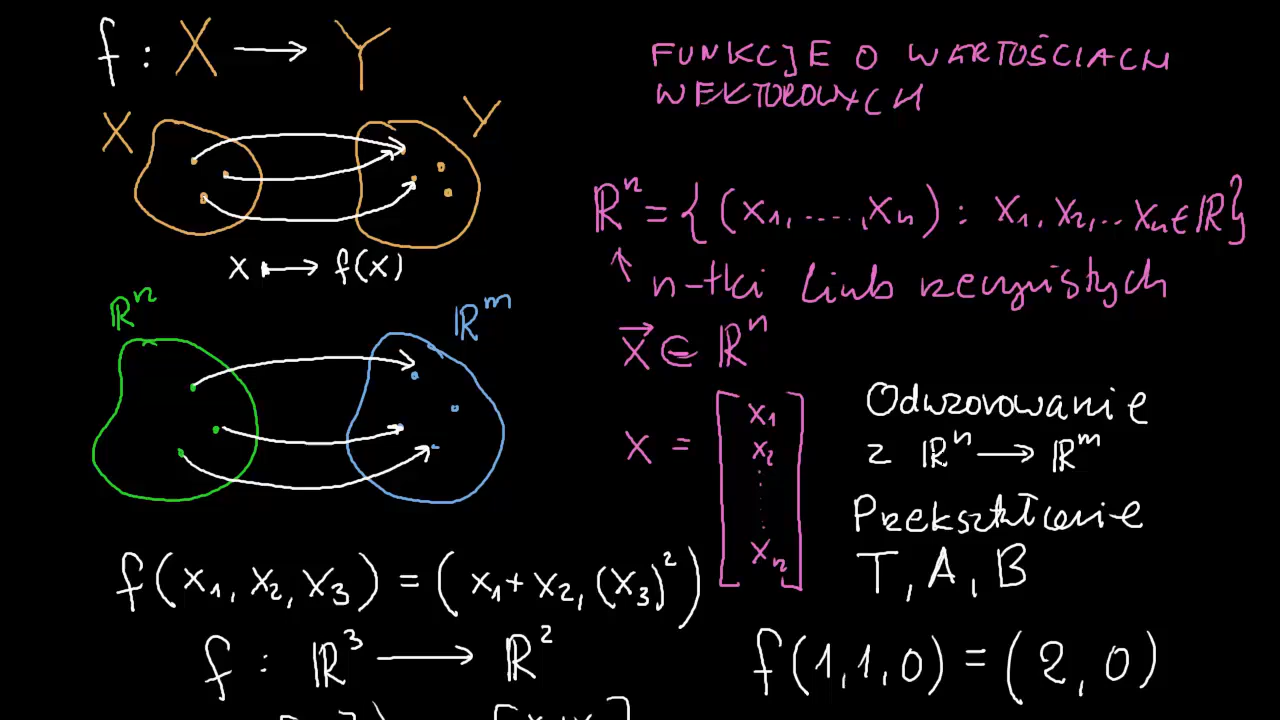 f : X → Y
X Y
x ↦ f(x)
ℝⁿ ℝᵐ
f(x₁, x₂, x₃) = (x₁ + x₂, (x₃)²)
f : ℝ³ → ℝ²
FUNKCJE O WARTOŚCIACH
WEKTOROWYCH
ℝⁿ = { (x₁, ...., xₙ) : x₁, x₂, ... xₙ ∈ ℝ }
↑ n-tki liczb rzeczywistych
x⃗ ∈ ℝⁿ
x = [ x₁
x₂
⋮
xₙ ]
Odwzorowanie
z ℝⁿ → ℝᵐ
Przekształcenie
T, A, B
f(1, 1, 0) = (2, 0)